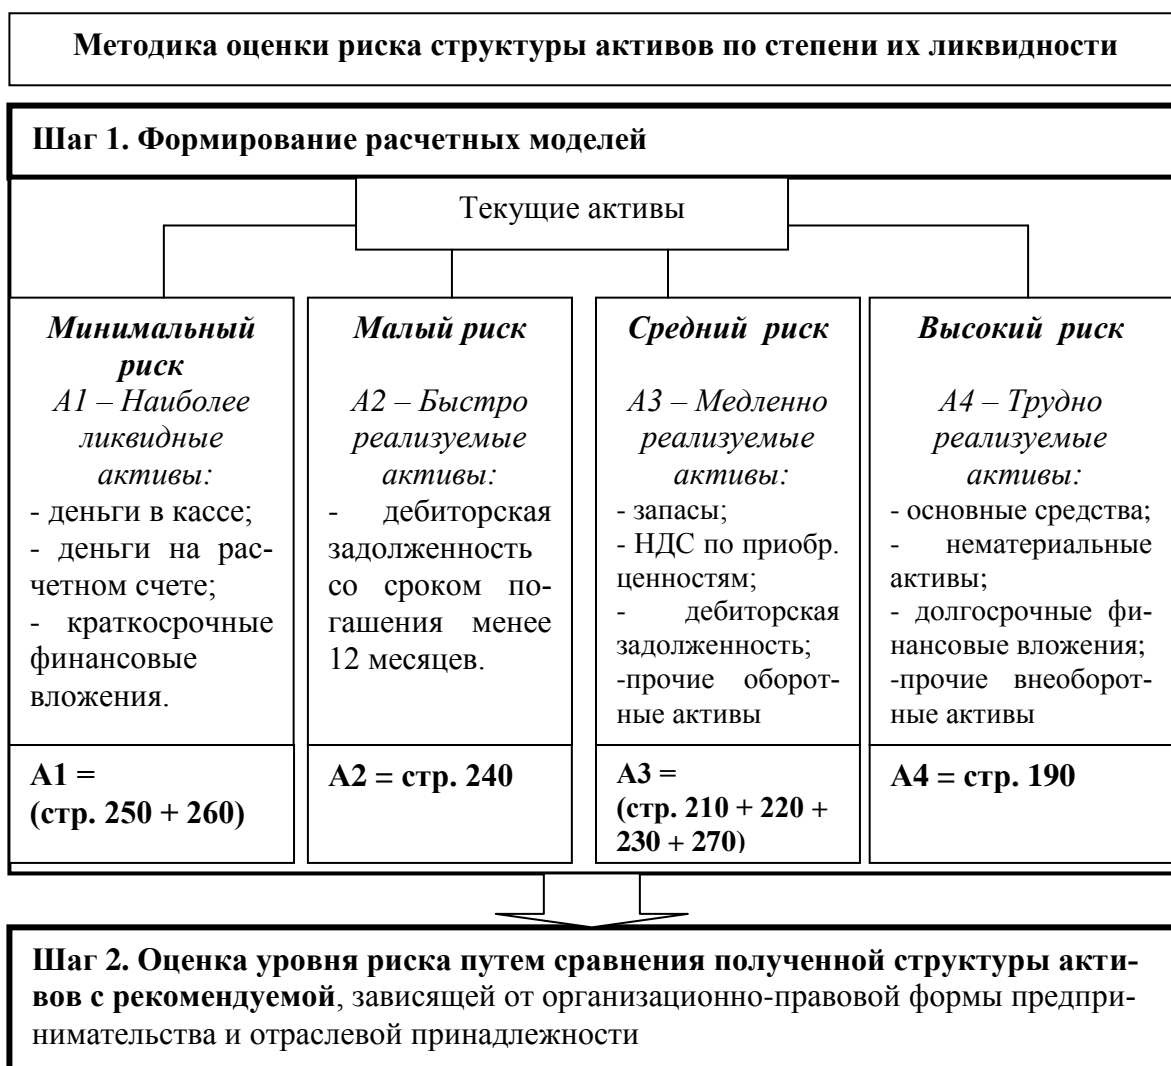 Методика оценки риска структуры активов по степени их ликвидности
Шаг 1. Формирование расчетных моделей
Текущие активы
Минимальный
риск
А1 – Наиболее
ликвидные
активы:
- деньги в кассе;
- деньги на рас-
четном счете;
- краткосрочные
финансовые
вложения.
А1 =
(стр. 250 + 260)
Малый риск
А2 – Быстро
реализуемые
активы:
- дебиторская
задолженность
со сроком по-
гашения менее
12 месяцев.
А2 = стр. 240
Средний риск
А3 – Медленно
реализуемые
активы:
- запасы;
- НДС по приобр.
ценностям;
- дебиторская
задолженность;
-прочие оборот-
ные активы
А3 =
(стр. 210 + 220 +
230 + 270)
Высокий риск
А4 – Трудно
реализуемые
активы:
- основные средства;
- нематериальные
активы;
- долгосрочные фи-
нансовые вложения;
-прочие внеоборот-
ные активы
А4 = стр. 190
Шаг 2. Оценка уровня риска путем сравнения полученной структуры акти-
вов с рекомендуемой, зависящей от организационно-правовой формы предпри-
нимательства и отраслевой принадлежности